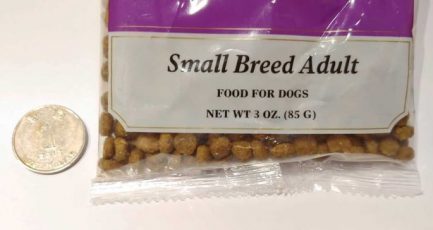 Small Breed Adult
FOOD FOR DOGS
NET WT 3 OZ. (85 G)